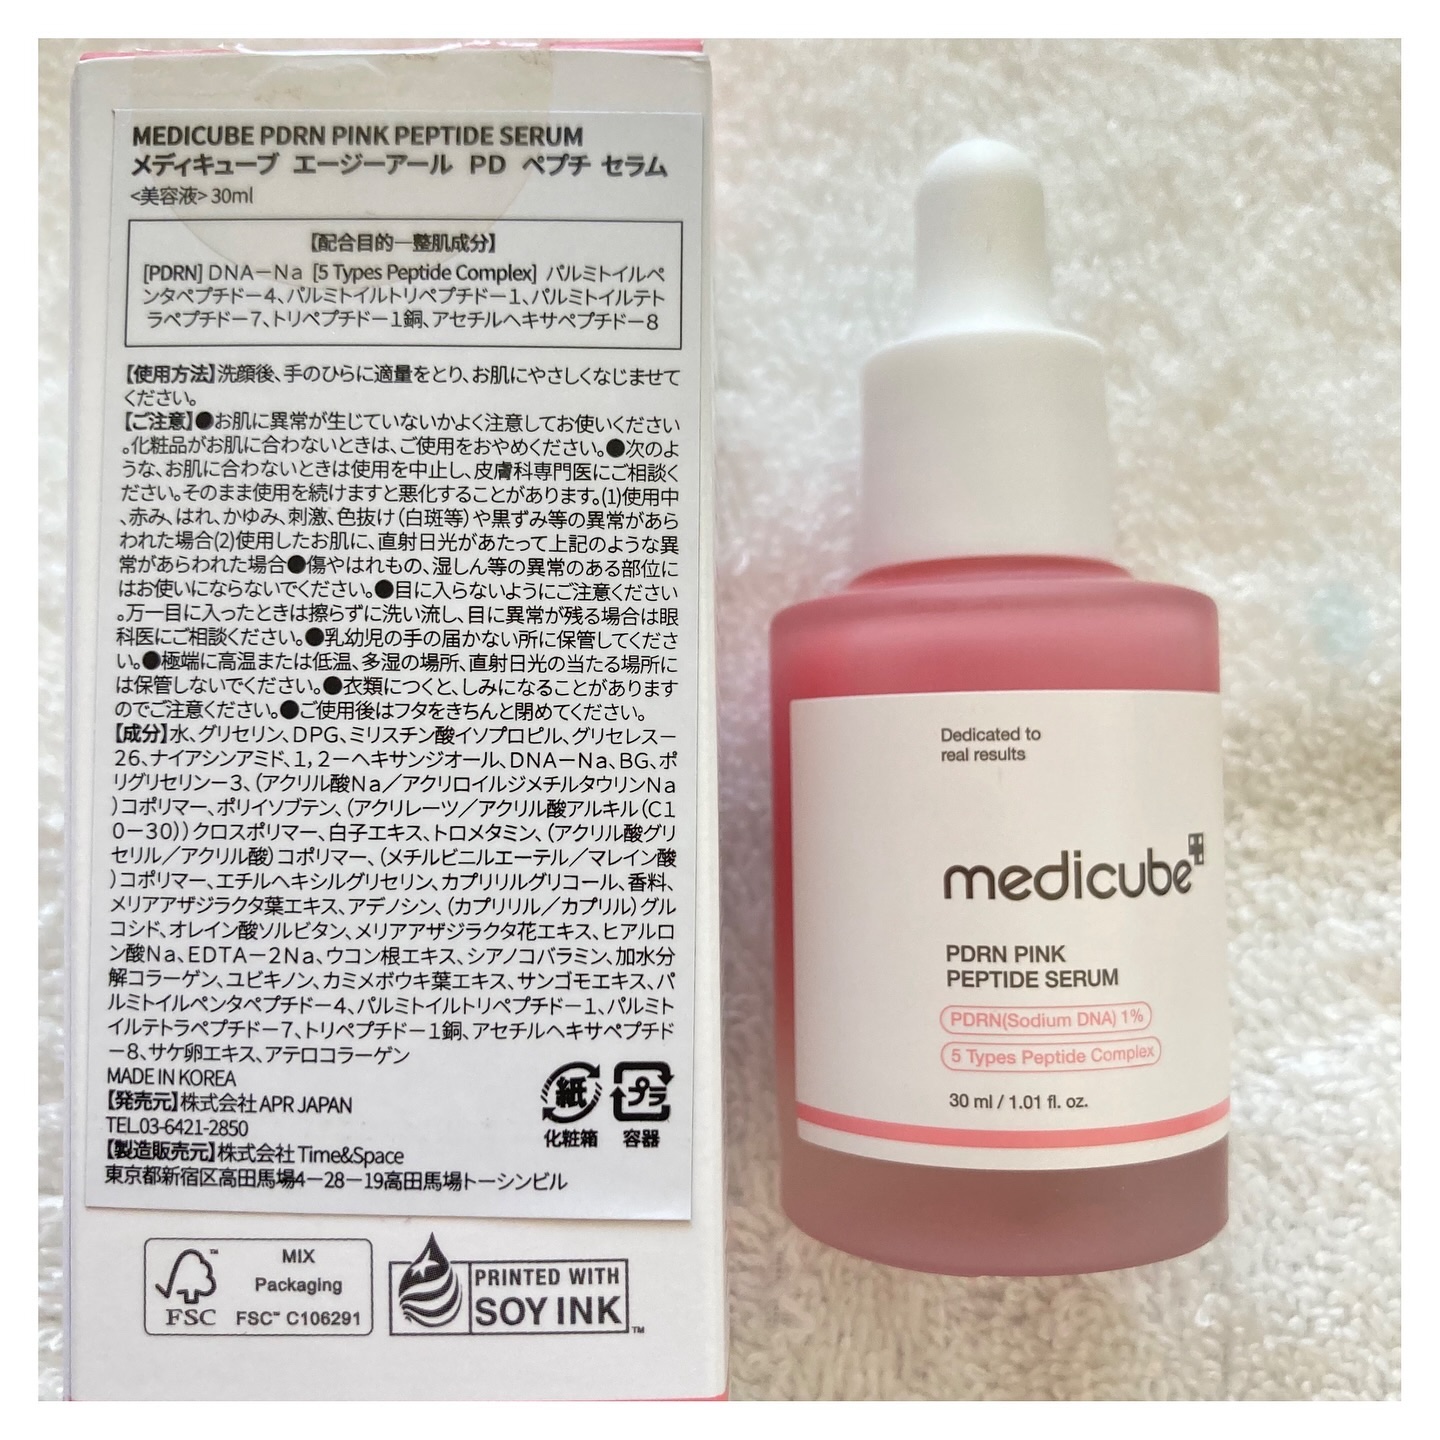 MEDICUBE PDRN PINK PEPTIDE SERUM
メディキューブ エージーアール PD ペプチ セラム
<美容液> 30ml
【配合目的―整肌成分】
[PDRN] DNA－Na [5 Types Peptide Complex] パルミトイルペ
ンタペプチドー4、パルミトイルトリペプチドー1、パルミトイルテト
ラペプチドー7、トリペプチドー1銅、アセチルヘキサペプチドー8
【使用方法】洗顔後、手のひらに適量をとり、お肌にやさしくなじませて
ください。
【ご注意】●お肌に異常が生じていないかよく注意してお使いください
。化粧品がお肌に合わないときは、ご使用をおやめください。●次のよ
うな、お肌に合わないときは使用を中止し、皮膚科専門医にご相談く
ださい。そのまま使用を続けますと悪化することがあります。(1)使用中
、赤み、はれ、かゆみ、刺激、色抜け（白斑等）や黒ずみ等の異常があら
われた場合(2)使用したお肌に、直射日光があたって上記のような異
常があらわれた場合●傷やはれもの、湿しん等の異常のある部位に
はお使いにならないでください。●目に入らないようにご注意ください
。万一目に入ったときは擦らずに洗い流し、目に異常が残る場合は眼
科医にご相談ください。●乳幼児の手の届かない所に保管してくださ
い。●極端に高温または低温、多湿の場所、直射日光の当たる場所に
は保管しないでください。●衣類につくと、しみになることがあります
のでご注意ください。●ご使用後はフタをきちんと閉めてください。
【成分】水、グリセリン、DPG、ミリスチン酸イソプロピル、グリセレスー
26、ナイアシンアミド、1，2－ヘキサンジオール、DNA－Na、BG、ポ
リグリセリン－3、（アクリル酸Na／アクリロイルジメチルタウリンNa
）コポリマー、ポリイソブテン、（アクリレーツ／アクリル酸アルキル（C1
0－30））クロスポリマー、白子エキス、トロメタミン、（アクリル酸グリ
セリル／アクリル酸）コポリマー、（メチルビニルエーテル／マレイン酸
）コポリマー、エチルヘキシルグリセリン、カプリリルグリコール、香料、
メリアアザジラクタ葉エキス、アデノシン、（カプリリル／カプリル）グル
コシド、オレイン酸ソルビタン、メリアアザジラクタ花エキス、ヒアルロ
ン酸Na、EDTA－2Na、ウコン根エキス、シアノコバラミン、加水分
解コラーゲン、ユビキノン、カミメボウキ葉エキス、サンゴモエキス、パ
ルミトイルペンタペプチドー4、パルミトイルトリペプチドー1、パルミト
イルテトラペプチドー7、トリペプチドー1銅、アセチルヘキサペプチド
－8、サケ卵エキス、アテロコラーゲン
MADE IN KOREA
【発売元】株式会社 APR JAPAN
TEL.03-6421-2850
【製造販売元】株式会社 Time&Space
東京都新宿区高田馬場4－28－19高田馬場トーシンビル
紙
化粧箱
プラ
容器
FSC™
MIX
Packaging
FSC™ C106291
PRINTED WITH
SOY INK™
Dedicated to
real results
medicube
PDRN PINK
PEPTIDE SERUM
PDRN(Sodium DNA) 1%
5 Types Peptide Complex
30 ml / 1.01 fl. oz.